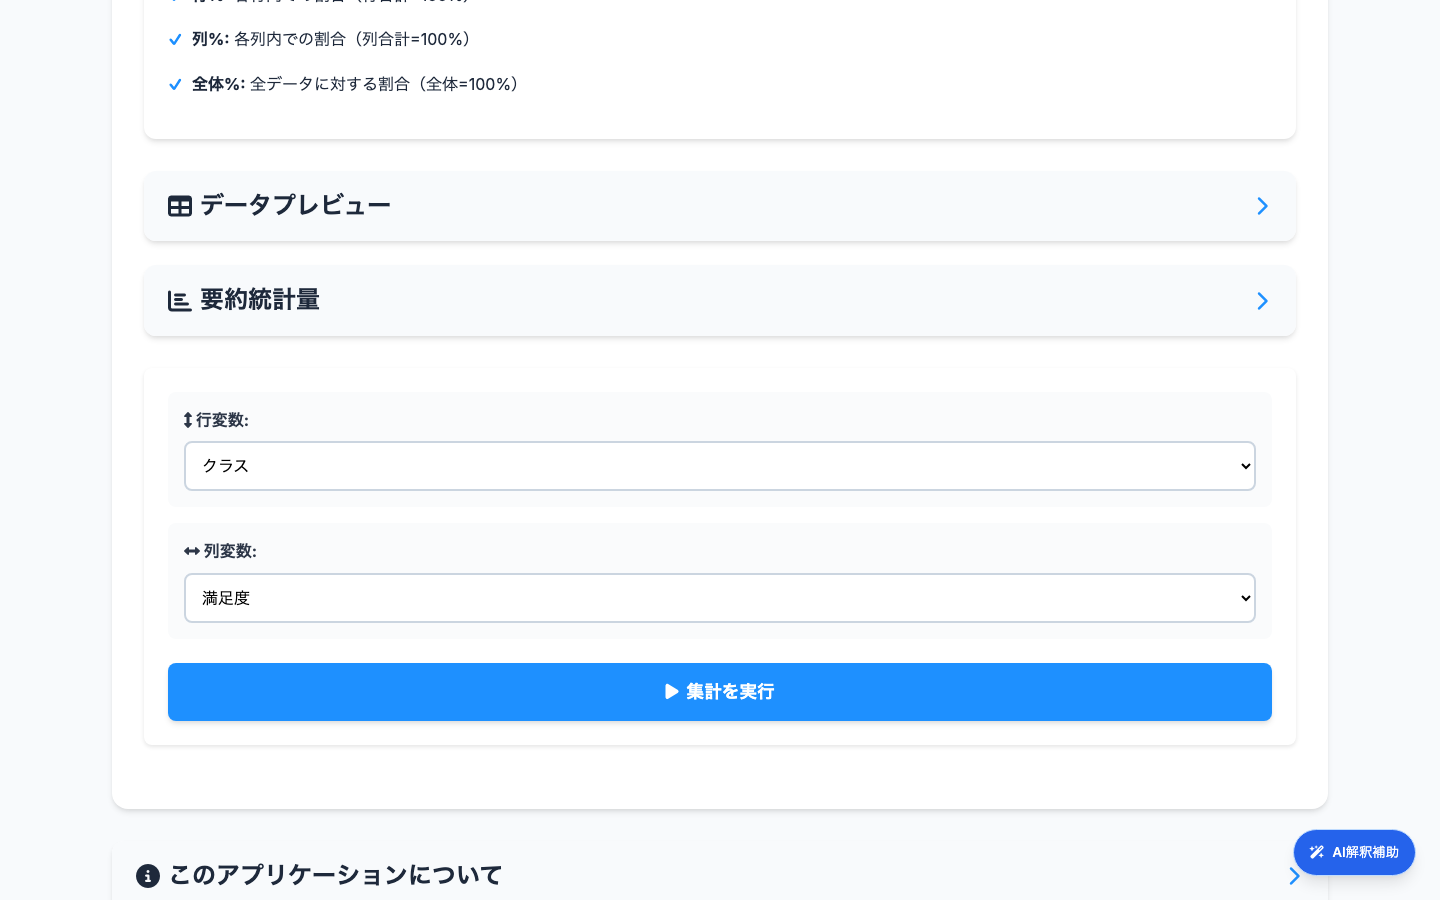 列%: 各列内での割合（列合計=100%）
全体%: 全データに対する割合（全体=100%）
データプレビュー
要約統計量
行変数:
クラス
列変数:
満足度
集計を実行
このアプリケーションについて
AI解釈補助